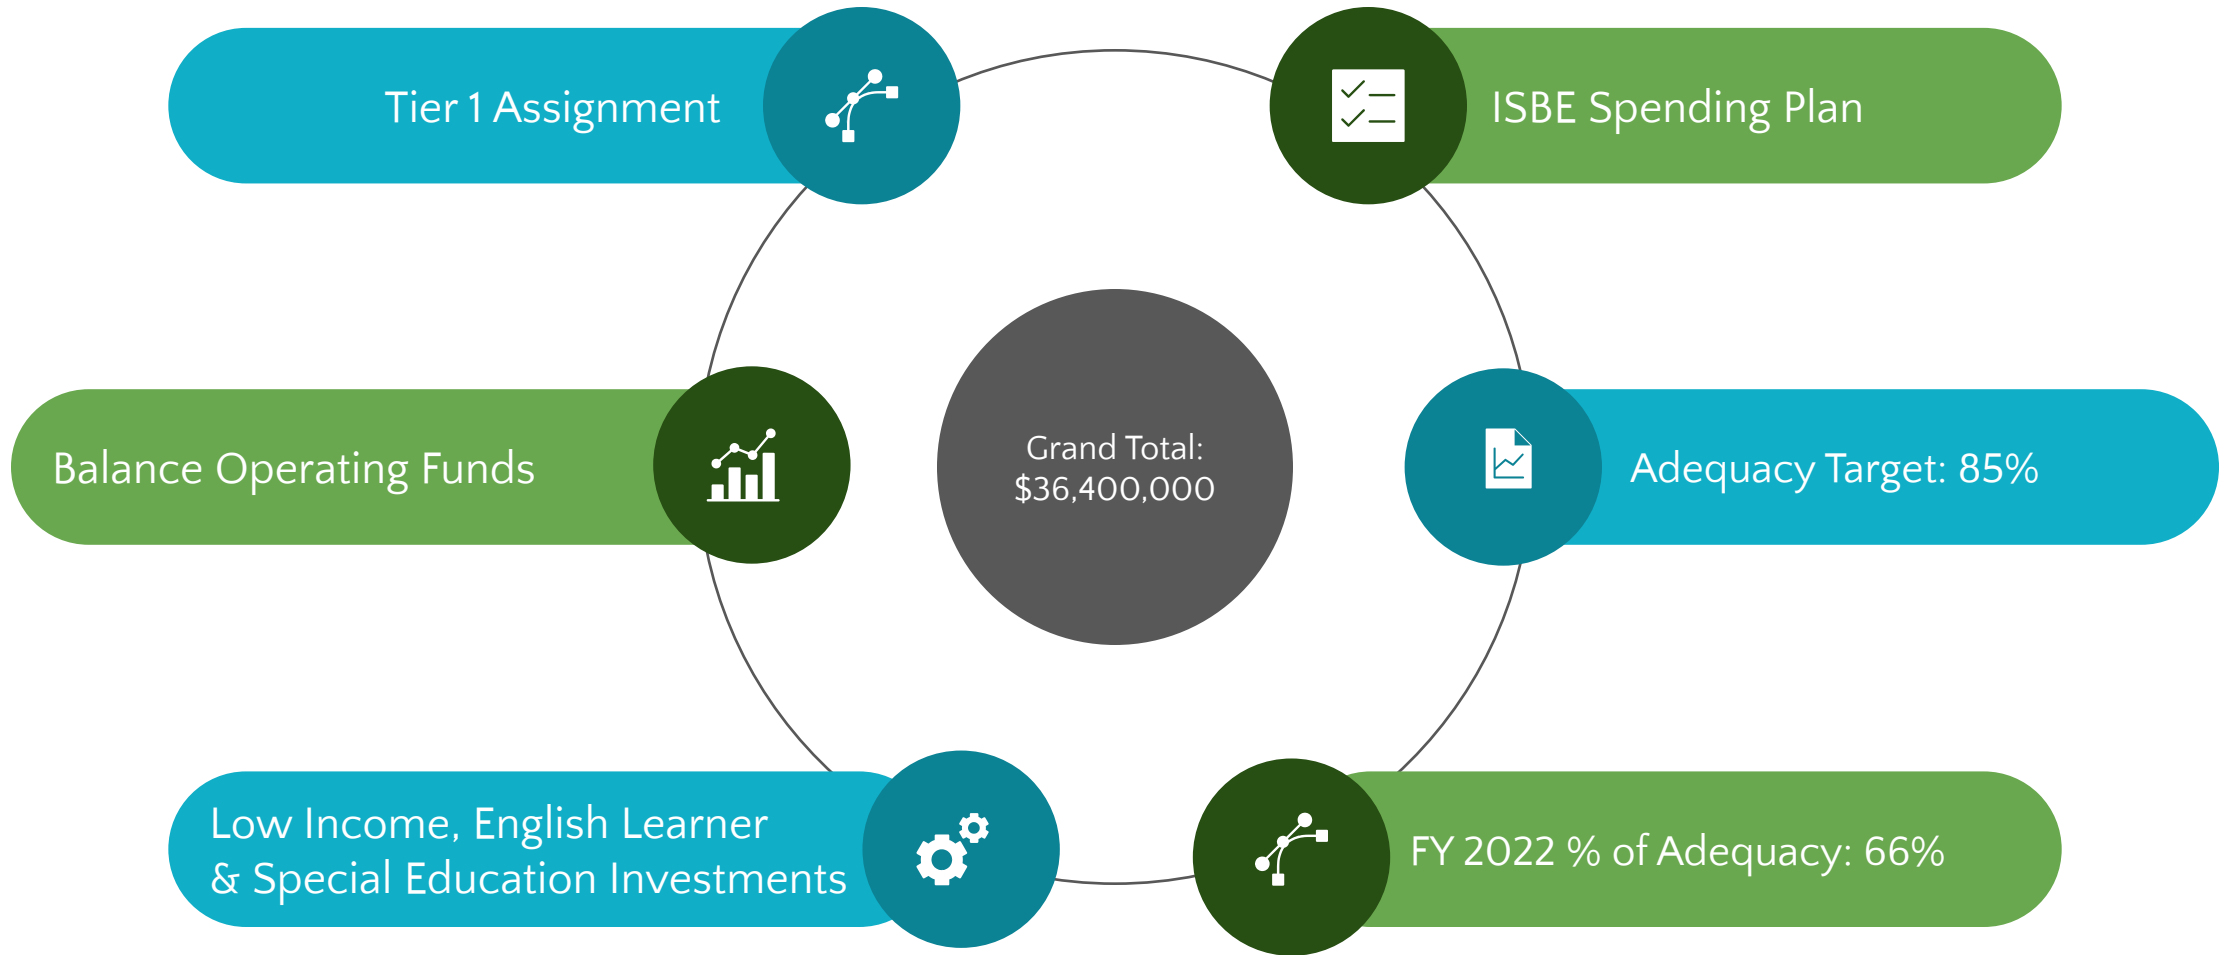 Tier 1 Assignment
ISBE Spending Plan
Balance Operating Funds
Grand Total:
$36,400,000
Adequacy Target: 85%
Low Income, English Learner
& Special Education Investments
FY 2022 % of Adequacy: 66%